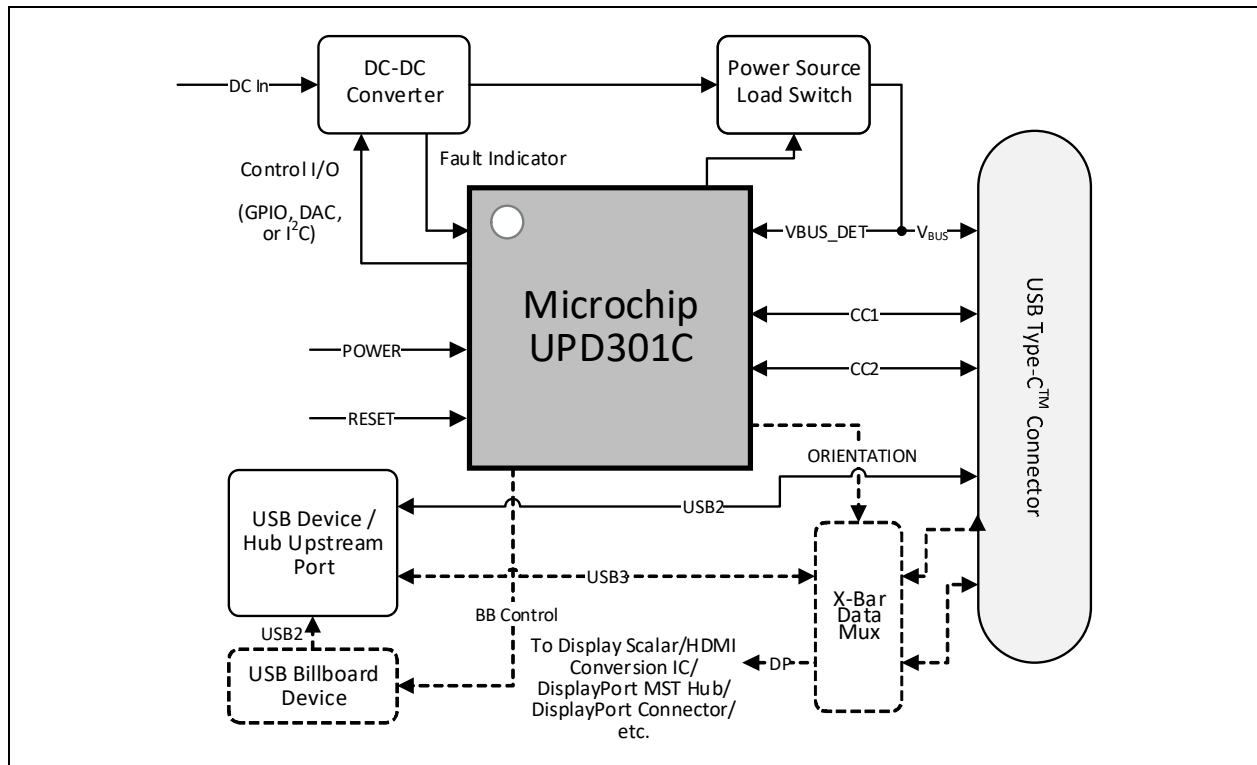 DC In
DC-DC
Converter
Power Source
Load Switch
Control I/O
(GPIO, DAC,
or I²C)
Fault Indicator
Microchip
UPD301C
VBUS_DET
VBUS
CC1
CC2
POWER
RESET
ORIENTATION
USB Type-C™ Connector
USB Device /
Hub Upstream
Port
USB2
USB3
X-Bar
Data
Mux
BB Control
USB2
USB Billboard
Device
To Display Scalar/HDMI
Conversion IC/
DisplayPort MST Hub/
DisplayPort Connector/
etc.
DP